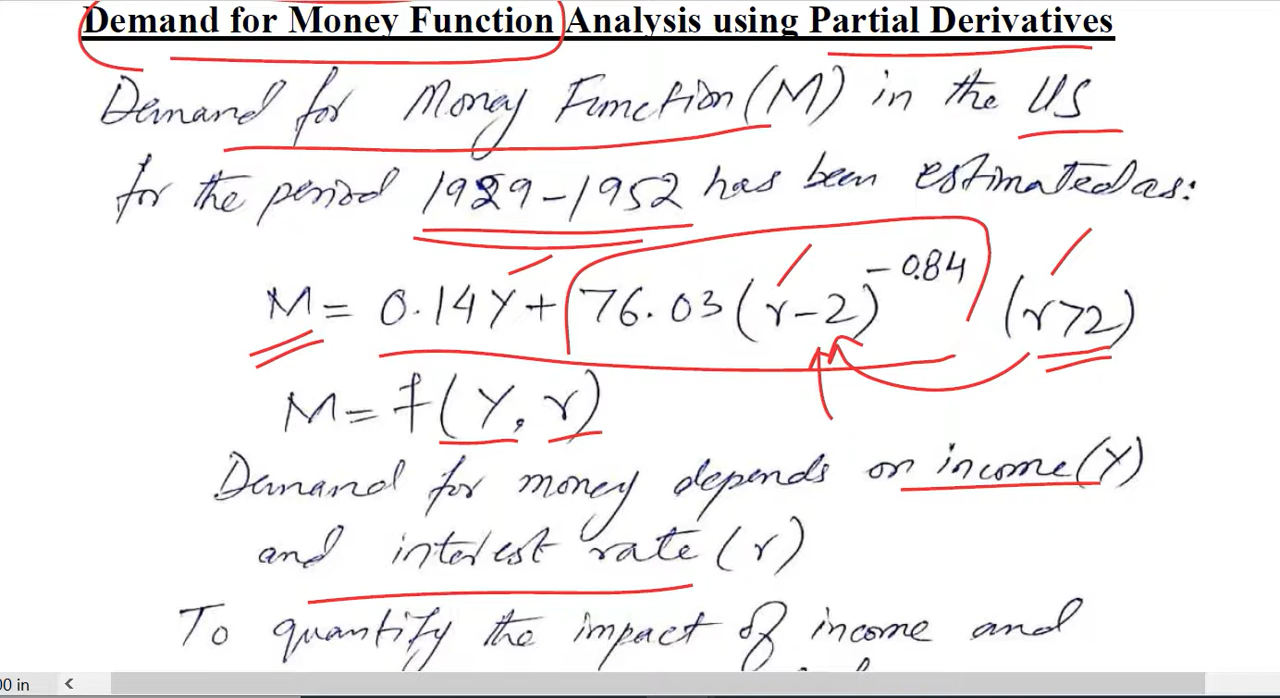 Demand for Money Function Analysis using Partial Derivatives
Demand for Money Function (M) in the US
for the period 1929-1952 has been estimated as:
M = 0.14Y + 76.03 (r-2)^-0.84 (r>2)
M = f(Y, r)
Demand for money depends on income (Y)
and interest rate (r)
To quantify the impact of income and
00 in <